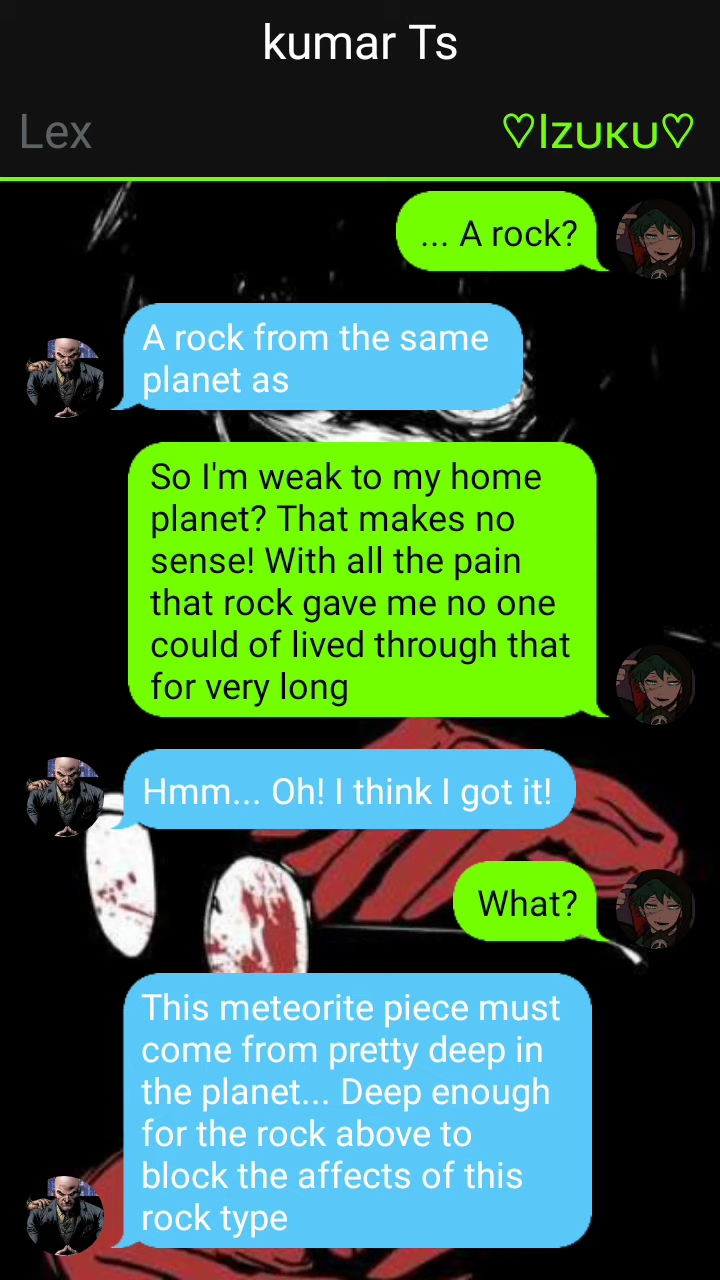 kumar Ts
Lex
♡Izuku♡
... A rock?
A rock from the same
planet as
So I'm weak to my home
planet? That makes no
sense! With all the pain
that rock gave me no one
could of lived through that
for very long
Hmm... Oh! I think I got it!
What?
This meteorite piece must
come from pretty deep in
the planet... Deep enough
for the rock above to
block the affects of this
rock type